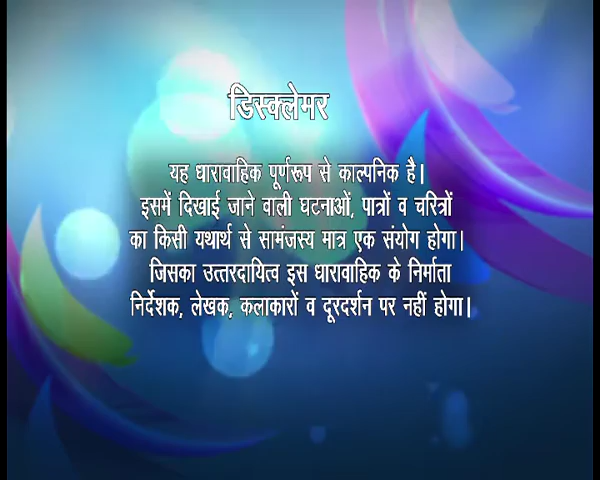 डिस्क्लेमर
यह धारावाहिक पूर्णरूप से काल्पनिक है।
इसमें दिखाई जाने वाली घटनाओं, पात्रों व चरित्रों
का किसी यथार्थ से सामंजस्य मात्र एक संयोग होगा।
जिसका उत्तरदायित्व इस धारावाहिक के निर्माता
निर्देशक, लेखक, कलाकारों व दूरदर्शन पर नहीं होगा।